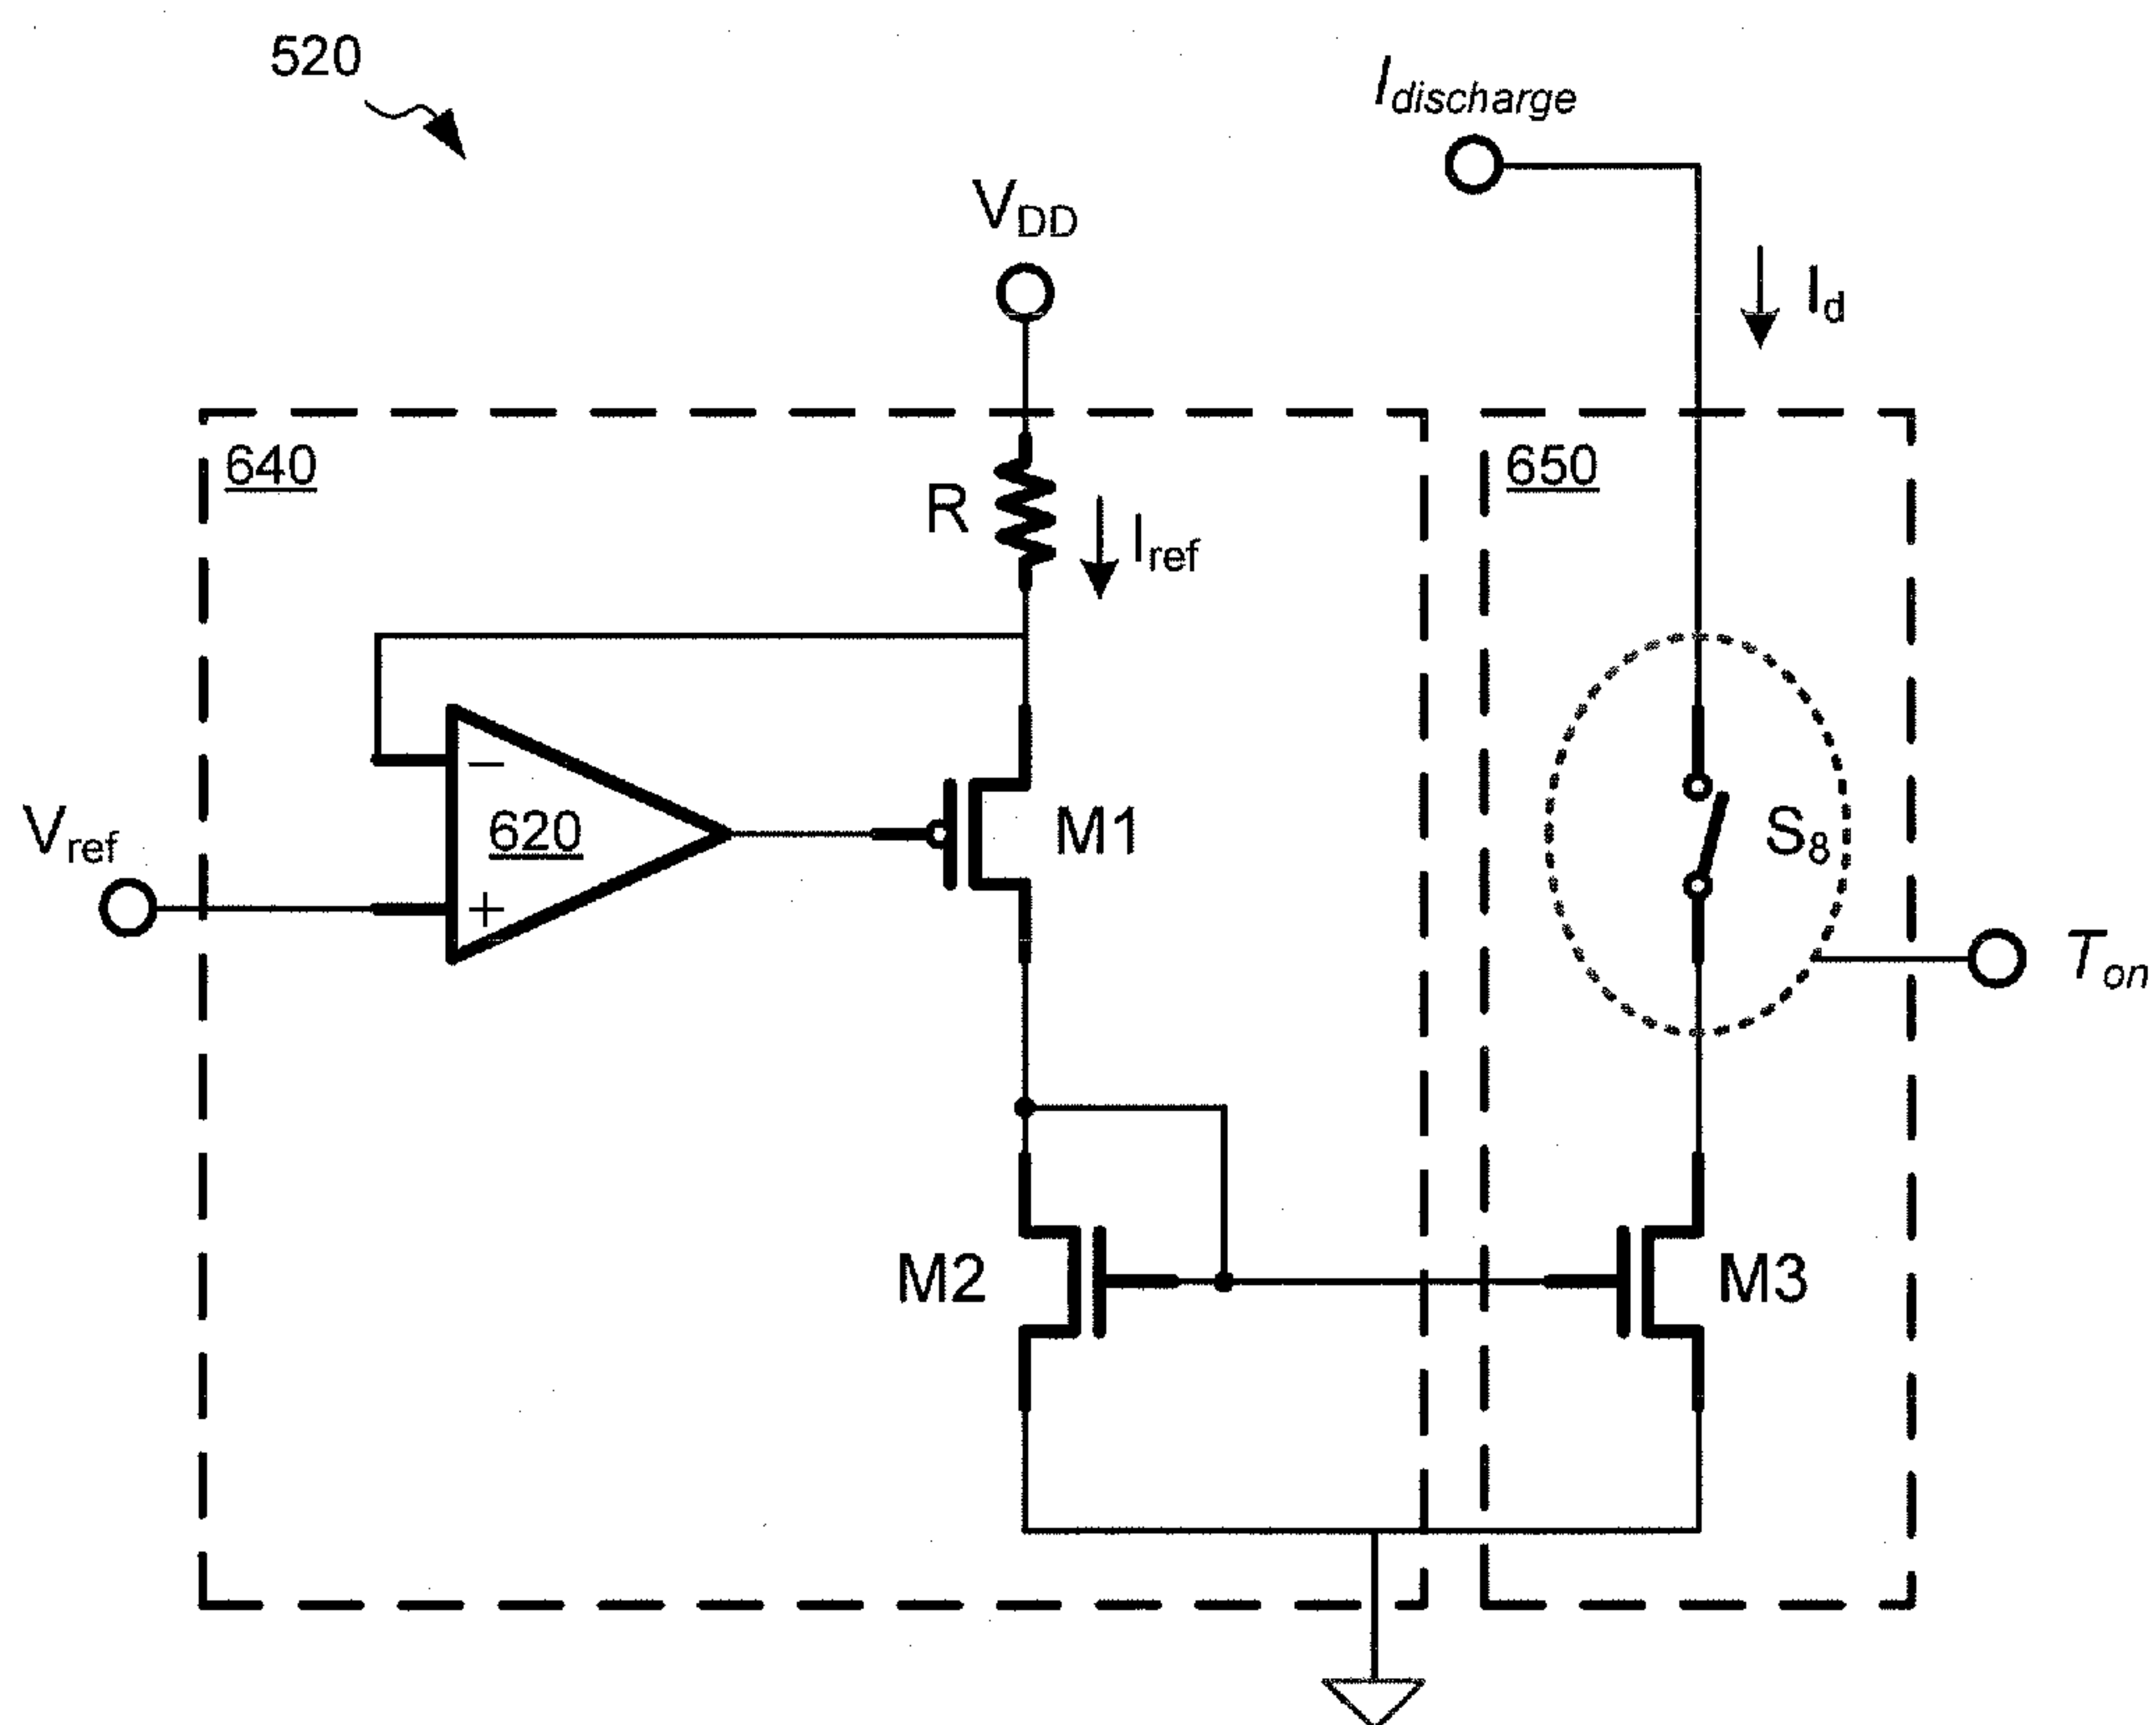 520
I_discharge
V_DD
I_d
640
650
R
I_ref
−
620
V_ref
+
M1
S_8
T_on
M2
M3